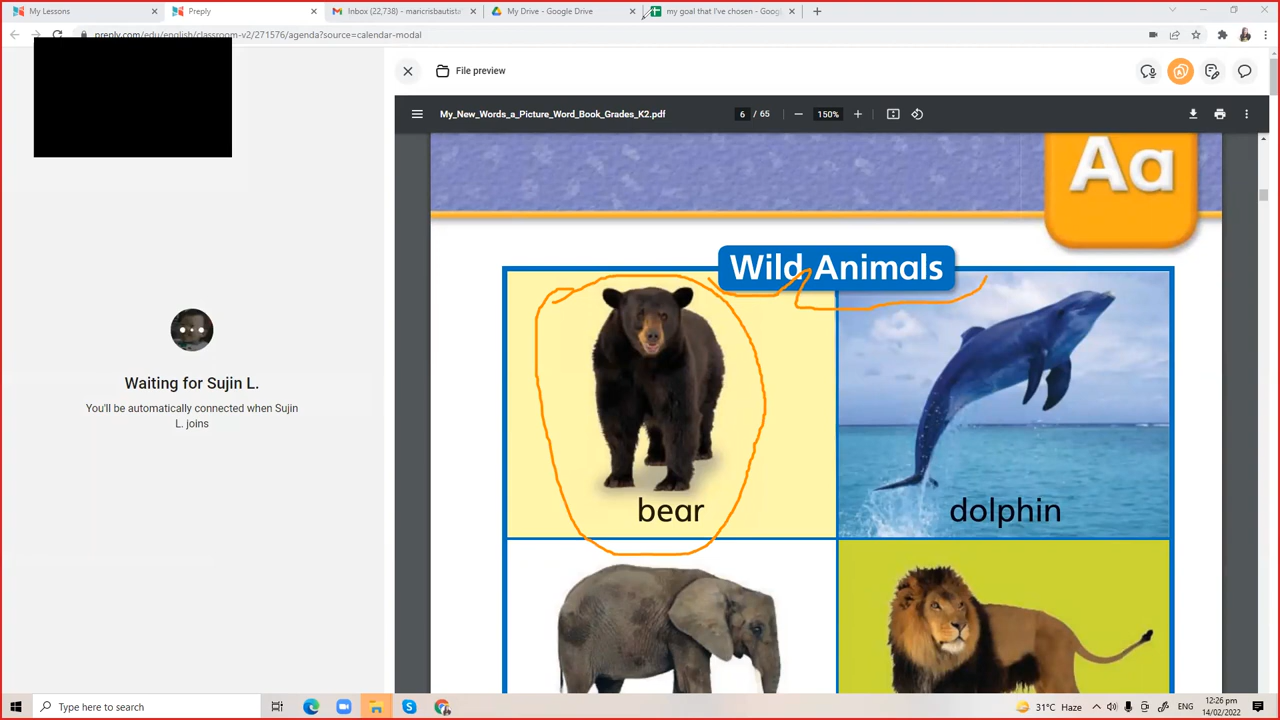 My Lessons
Preply
Inbox (22,738) - maricrisbautista
My Drive - Google Drive
my goal that I've chosen - Goog
preply.com/edu/english/classroom-v2/271576/agenda?source=calendar-modal
File preview
My_New_Words_a_Picture_Word_Book_Grades_K2.pdf
6 / 65
150%
Aa
Wild Animals
bear
dolphin
Waiting for Sujin L.
You'll be automatically connected when Sujin
L. joins
Type here to search
31°C Haze
ENG
12:26 pm
14/02/2022